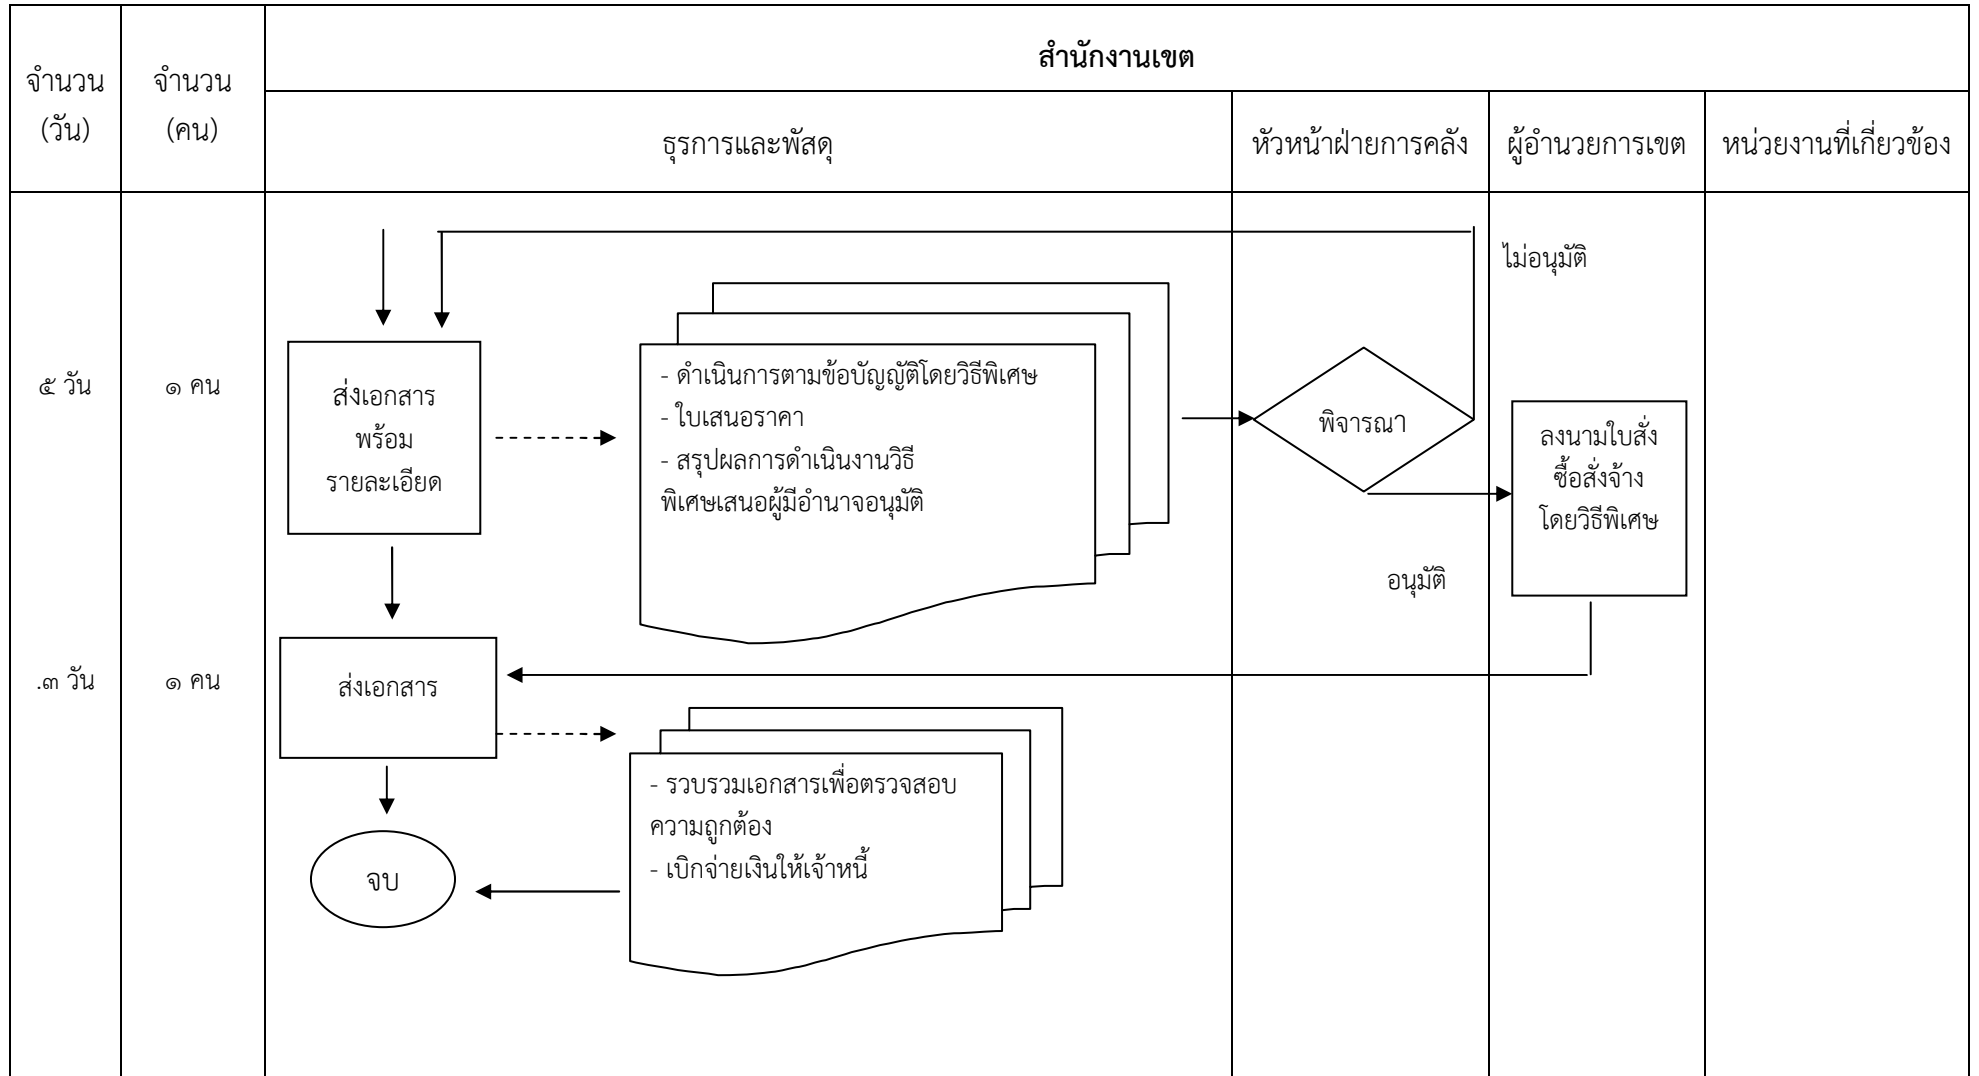 สำนักงานเขต
จำนวน
(วัน)
จำนวน
(คน)
ธุรการและพัสดุ
หัวหน้าฝ่ายการคลัง
ผู้อำนวยการเขต
หน่วยงานที่เกี่ยวข้อง
ไม่อนุมัติ
๕ วัน
๑ คน
ส่งเอกสาร
พร้อม
รายละเอียด
- ดำเนินการตามข้อบัญญัติโดยวิธีพิเศษ
- ใบเสนอราคา
- สรุปผลการดำเนินงานวิธี
พิเศษเสนอผู้มีอำนาจอนุมัติ
พิจารณา
ลงนามใบสั่ง
ซื้อสั่งจ้าง
โดยวิธีพิเศษ
อนุมัติ
.๓ วัน
๑ คน
ส่งเอกสาร
- รวบรวมเอกสารเพื่อตรวจสอบ
ความถูกต้อง
- เบิกจ่ายเงินให้เจ้าหนี้
จบ